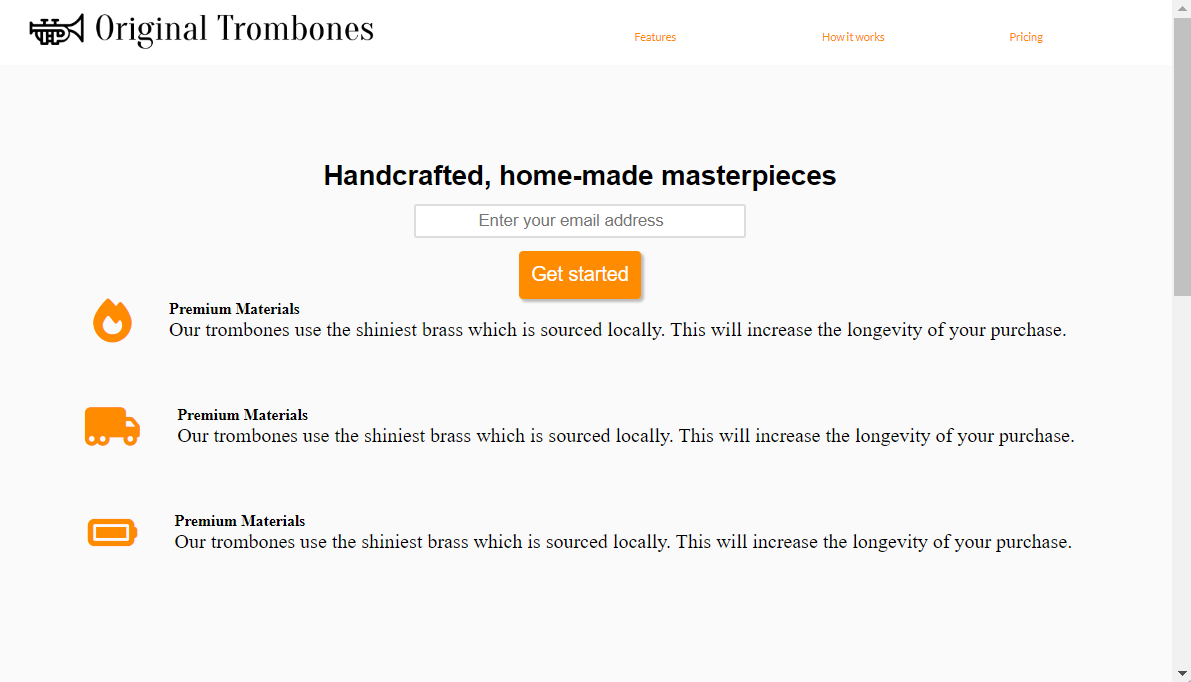 Original Trombones
Features
How it works
Pricing
Handcrafted, home-made masterpieces
Enter your email address
Get started
Premium Materials
Our trombones use the shiniest brass which is sourced locally. This will increase the longevity of your purchase.
Premium Materials
Our trombones use the shiniest brass which is sourced locally. This will increase the longevity of your purchase.
Premium Materials
Our trombones use the shiniest brass which is sourced locally. This will increase the longevity of your purchase.